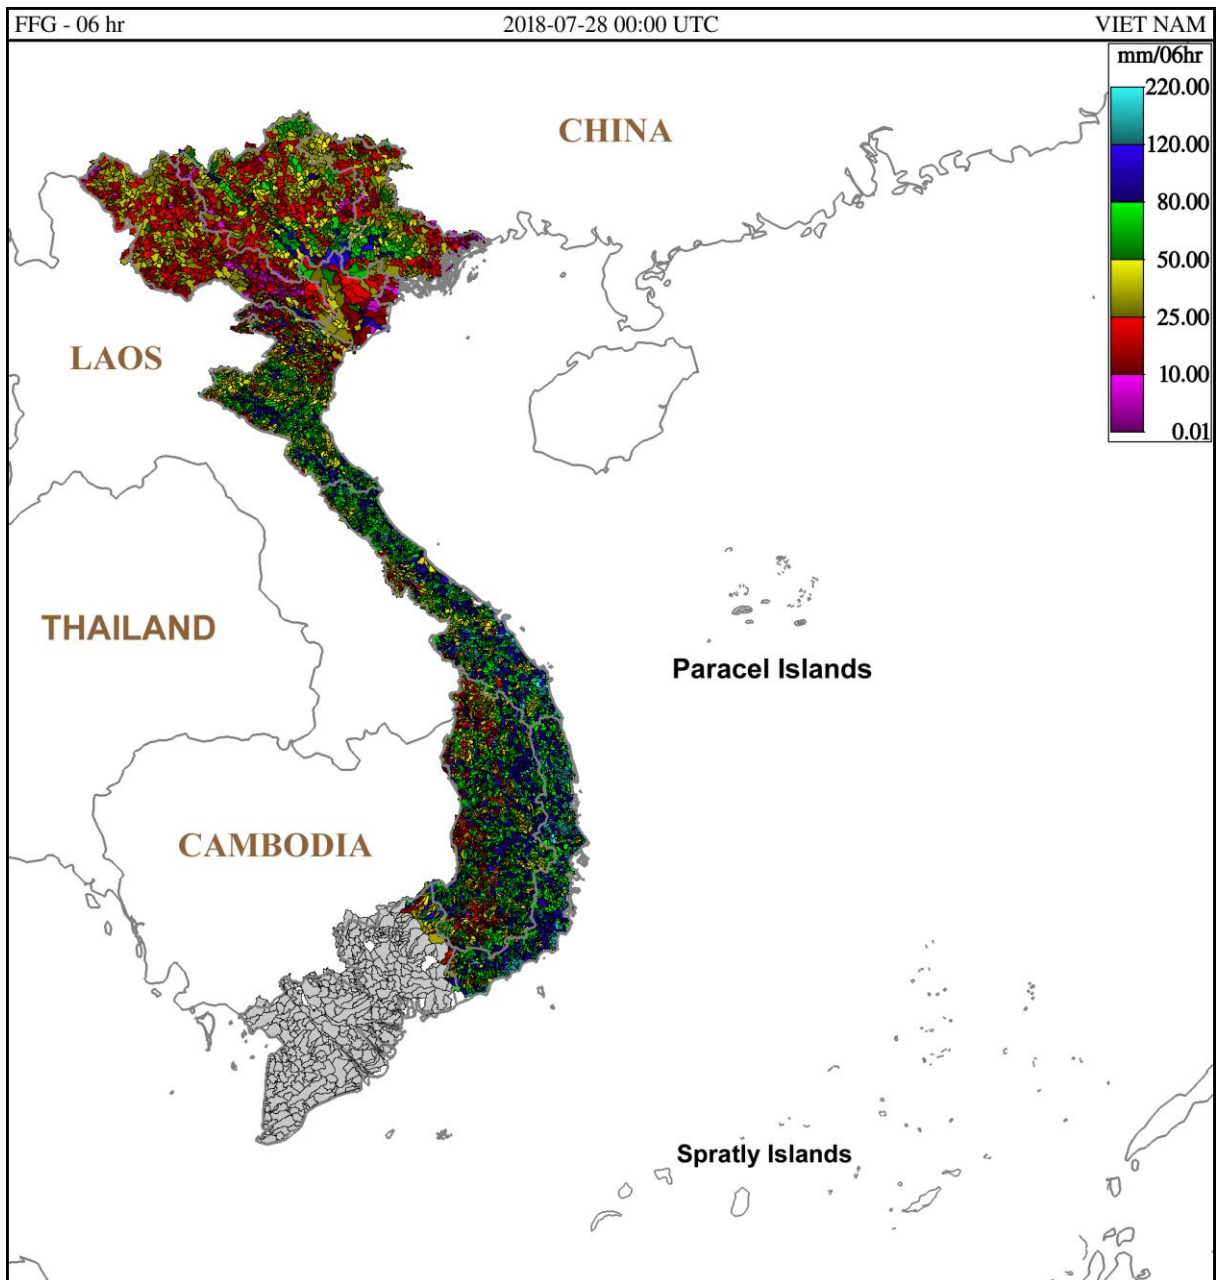 FFG - 06 hr 2018-07-28 00:00 UTC VIET NAM
mm/06hr
220.00
120.00
80.00
50.00
25.00
10.00
0.01
CHINA
LAOS
THAILAND
Paracel Islands
CAMBODIA
Spratly Islands